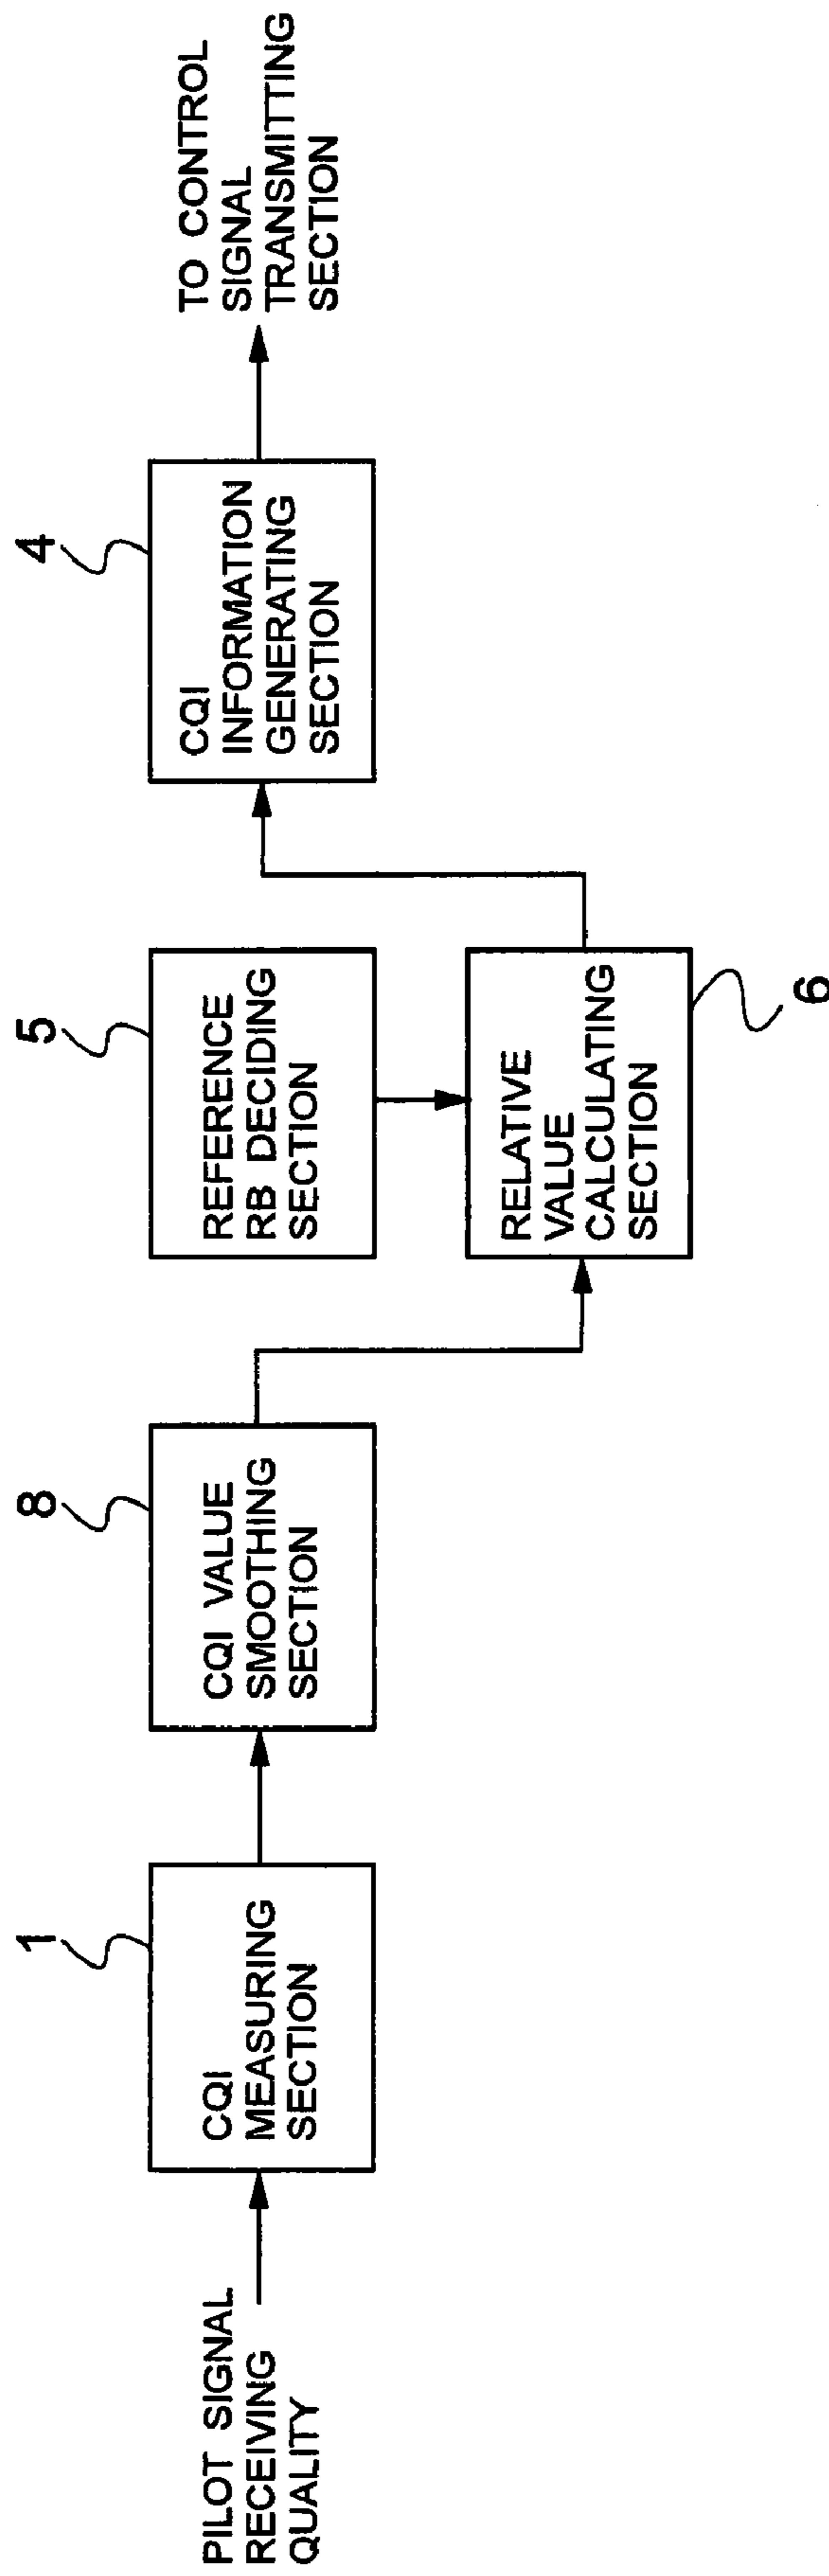 PILOT SIGNAL
RECEIVING
QUALITY
1
CQI
MEASURING
SECTION
8
CQI VALUE
SMOOTHING
SECTION
5
REFERENCE
RB DECIDING
SECTION
RELATIVE
VALUE
CALCULATING
SECTION
6
4
CQI
INFORMATION
GENERATING
SECTION
TO CONTROL
SIGNAL
TRANSMITTING
SECTION